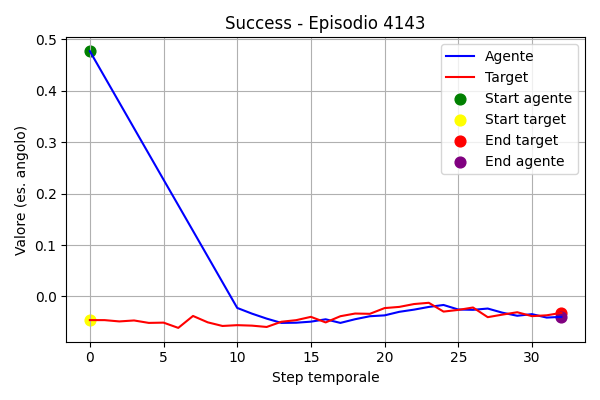 Success - Episodio 4143
Valore (es. angolo)
0.5
0.4
0.3
0.2
0.1
0.0
Agente
Target
Start agente
Start target
End target
End agente
0
5
10
15
20
25
30
Step temporale